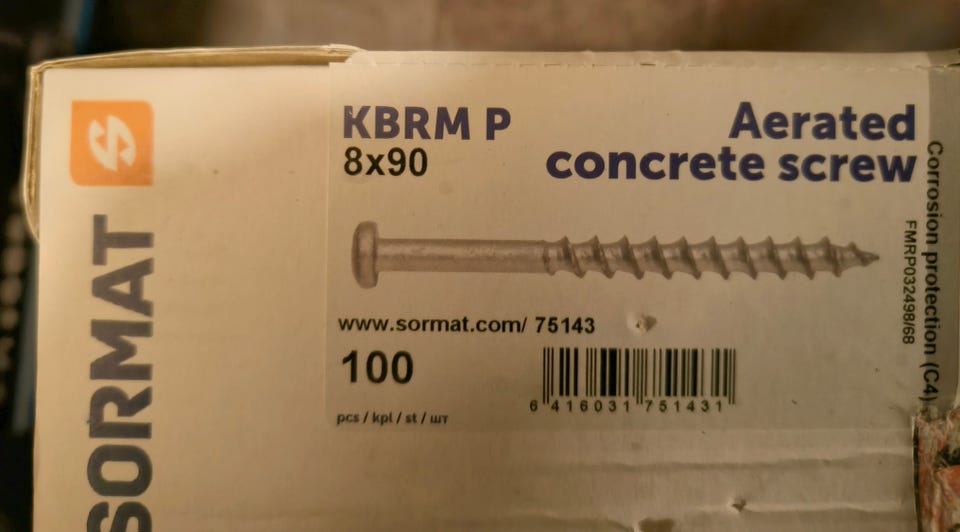 SORMAT
KBRM P
8x90
Aerated
concrete screw
www.sormat.com/ 75143
100
pcs / kpl / st / шт
6 416031 751431
Corrosion protection (C4),
FMRP032498/68